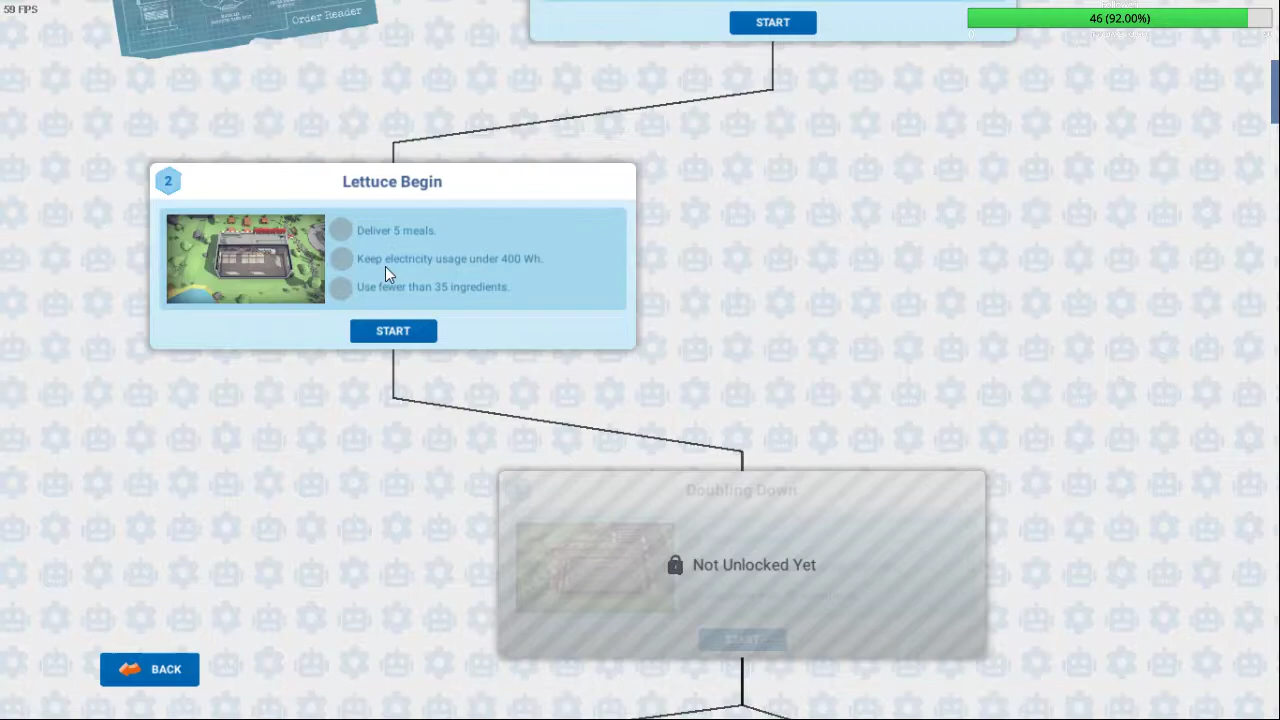 59 FPS
Order Reader
START
46 (92.00%)
2
Lettuce Begin
Deliver 5 meals.
Keep electricity usage under 400 Wh.
Use fewer than 35 ingredients.
START
Doubling Down
Not Unlocked Yet
START
BACK